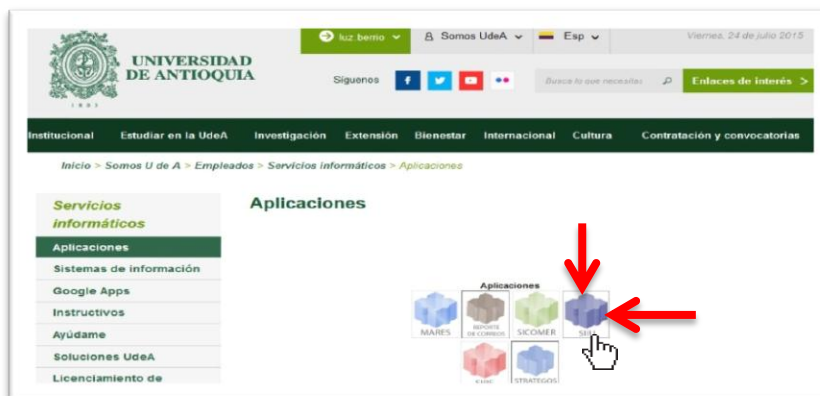 luz.berrio
Somos UdeA
Esp
Viernes, 24 de julio 2015
UNIVERSIDAD
DE ANTIOQUIA
1803
Síguenos
Busca lo que necesitas
Enlaces de interés >
Institucional Estudiar en la UdeA Investigación Extensión Bienestar Internacional Cultura Contratación y convocatorias
Inicio > Somos U de A > Empleados > Servicios informáticos > Aplicaciones
Servicios
informáticos
Aplicaciones
Sistemas de información
Google Apps
Instructivos
Ayúdame
Soluciones UdeA
Licenciamiento de
Aplicaciones
Aplicaciones
MARES
REPORTE
DE CORREOS
SICOMER
STRATEGOS